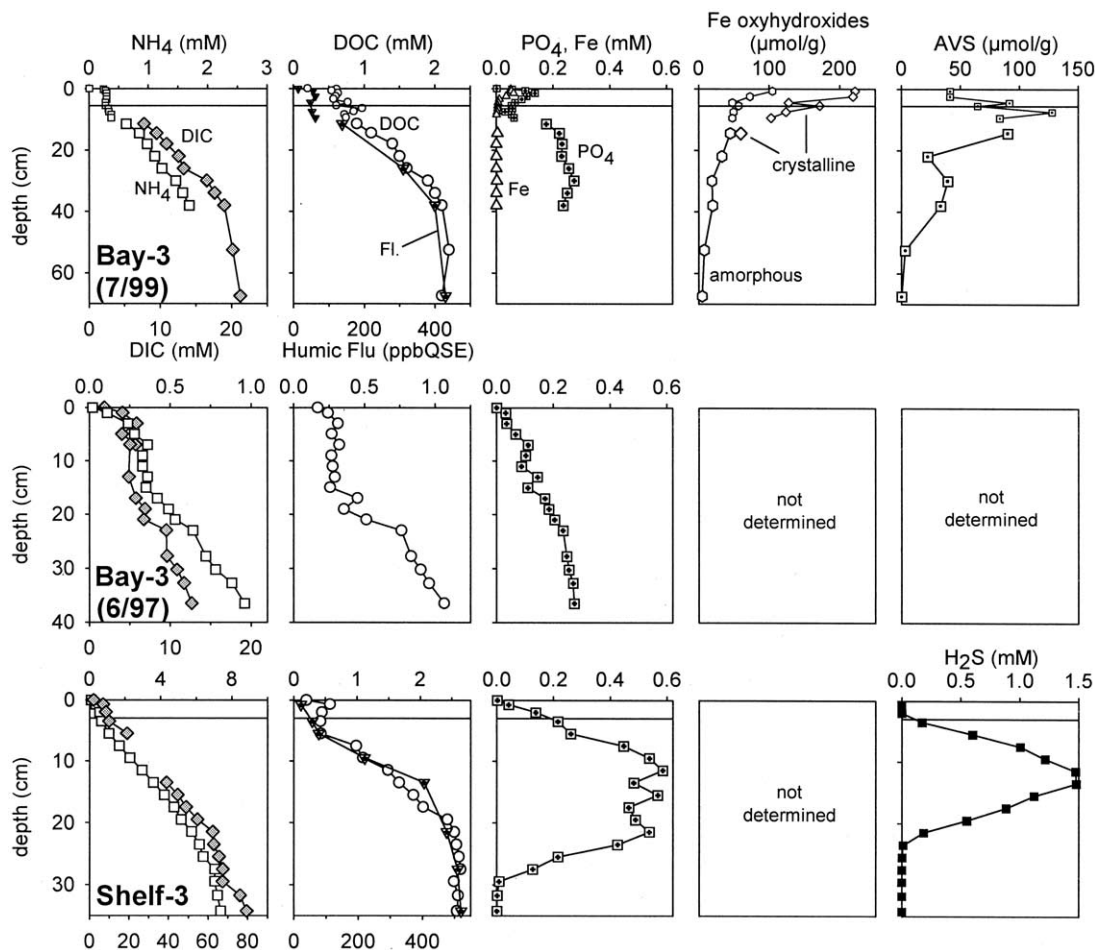 NH4 (mM)
DOC (mM)
PO4, Fe (mM)
Fe oxyhydroxides
(µmol/g)
AVS (µmol/g)
0 1 2 3
0 1 2
0.0 0.2 0.4 0.6
0 100 200
0 50 100 150
depth (cm)
0
20
40
60
DIC
NH4
Bay-3
(7/99)
DOC
Fl.
PO4
Fe
crystalline
amorphous
0 10 20
200 400
DIC (mM)
Humic Flu (ppbQSE)
0.0 0.5 1.0
0.0 0.5 1.0
0.0 0.2 0.4 0.6
depth (cm)
0
10
20
30
40
Bay-3
(6/97)
not
determined
not
determined
0 10 20
0 4 8
0 1 2
0.0 0.2 0.4 0.6
H2S (mM)
0.0 0.5 1.0 1.5
depth (cm)
0
10
20
30
Shelf-3
not
determined
0 20 40 60 80
0 200 400